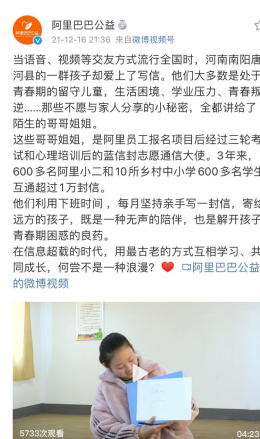 阿里巴巴公益
21-12-16 21:36 来自微博视频号
当语音、视频等交友方式流行全国时，河南南阳唐
河县的一群孩子却爱上了写信。他们大多数是处于
青春期的留守儿童，生活困境、学业压力、青春叛
逆……那些不愿与家人分享的小秘密，全都讲给了
陌生的哥哥姐姐。
这些哥哥姐姐，是阿里员工报名项目后经过三轮考
试和心理培训后的蓝信封志愿通信大使。3年来，
600多名阿里小二和10所乡村中小学600多名学生
互通超过1万封信。
他们利用下班时间，每月坚持亲手写一封信，寄给
远方的孩子，既是一种无声的陪伴，也是解开孩子
青春期困惑的良药。
在信息超载的时代，用最古老的方式互相学习、共
同成长，何尝不是一种浪漫？ 阿里巴巴公益
的微博视频
5733次观看
04:23